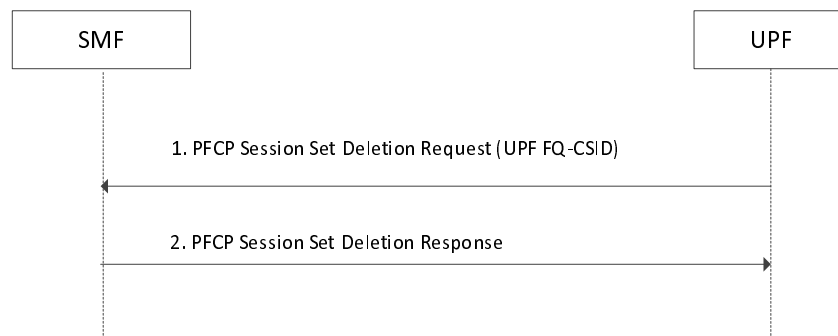 SMF
UPF
1. PFCP Session Set Deletion Request (UPF FQ-CSID)
2. PFCP Session Set Deletion Response